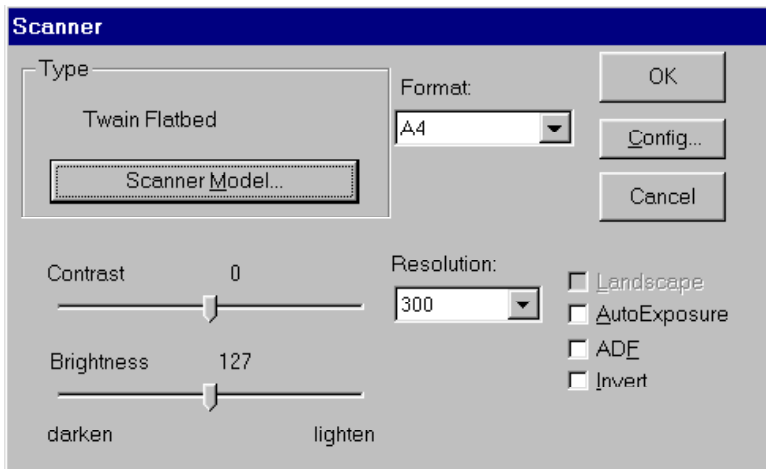 Scanner
Type
Twain Flatbed
Scanner Model...
Format:
A4
OK
Config...
Cancel
Contrast 0
Brightness 127
darken lighten
Resolution:
300
Landscape
AutoExposure
ADF
Invert